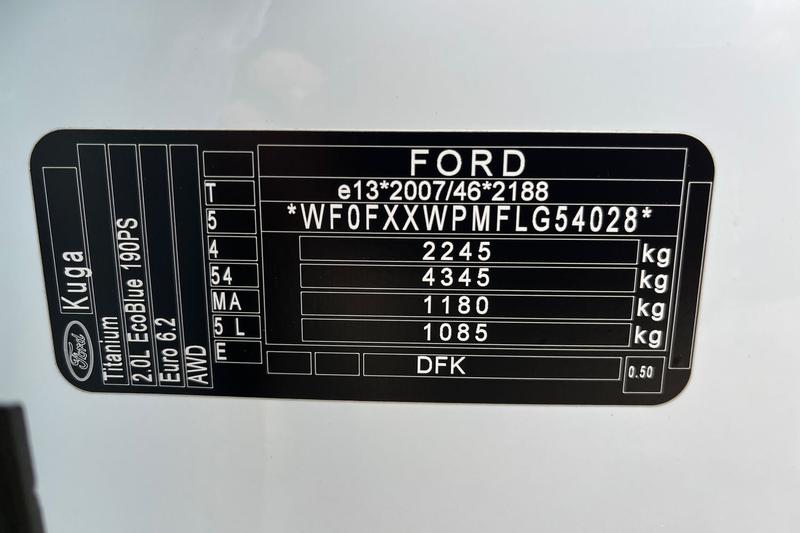 FORD
e13*2007/46*2188
*WF0FXXWPMFLG54028*
2245 kg
4345 kg
1180 kg
1085 kg
DFK
0.50
T
5
4
54
MA
5 L
E
Ford Kuga
Titanium
2.0L EcoBlue 190PS
Euro 6.2
AWD